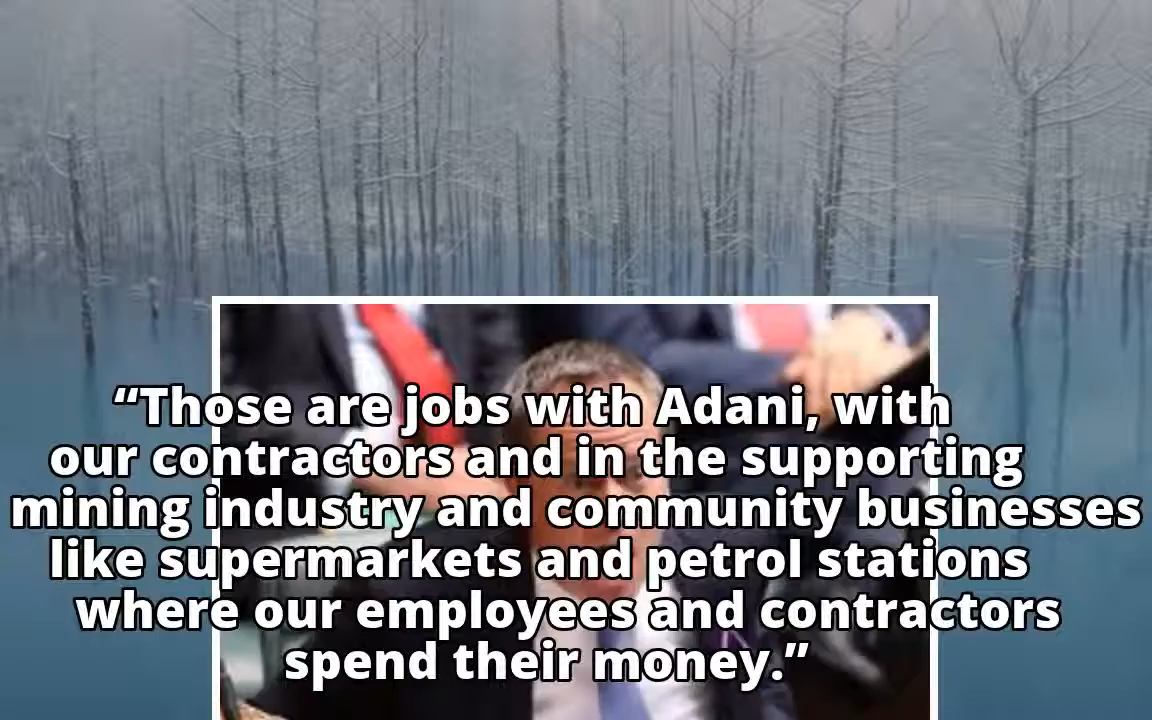 “Those are jobs with Adani, with
our contractors and in the supporting
mining industry and community businesses
like supermarkets and petrol stations
where our employees and contractors
spend their money.”